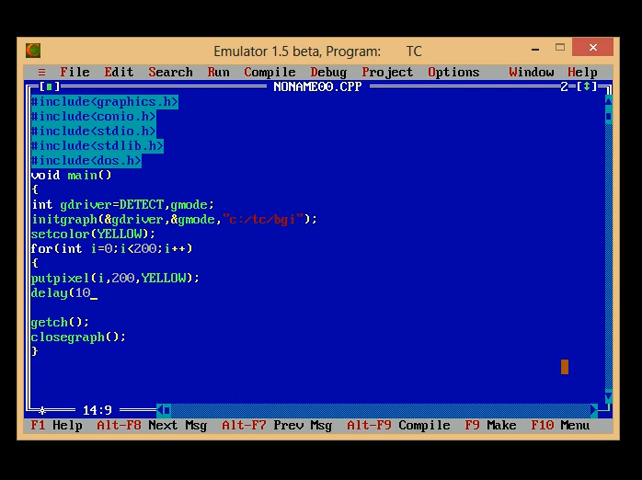 Emulator 1.5 beta, Program: TC
≡ File Edit Search Run Compile Debug Project Options Window Help
NONAME00.CPP 2
#include<graphics.h>
#include<conio.h>
#include<stdio.h>
#include<stdlib.h>
#include<dos.h>
void main()
{
int gdriver=DETECT,gmode;
initgraph(&gdriver,&gmode,"c:/tc/bgi");
setcolor(YELLOW);
for(int i=0;i<200;i++)
{
putpixel(i,200,YELLOW);
delay(10_
getch();
closegraph();
}
14:9
F1 Help Alt-F8 Next Msg Alt-F7 Prev Msg Alt-F9 Compile F9 Make F10 Menu